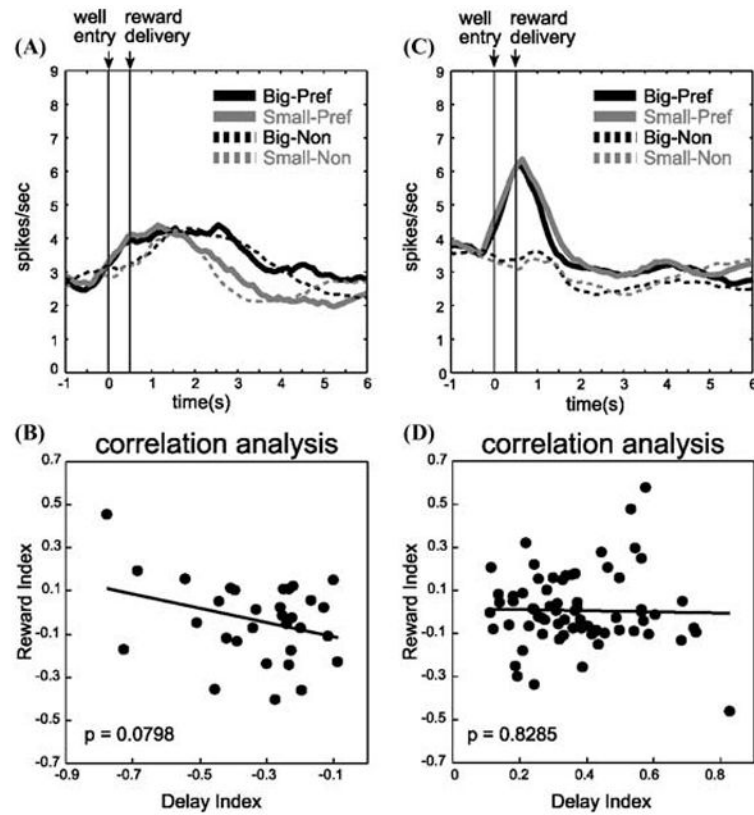 (A)
well
entry
reward
delivery
9
8
7
6
5
4
3
2
1
0
spikes/sec
Big-Pref
Small-Pref
Big-Non
Small-Non
-1 0 1 2 3 4 5 6
time(s)
(C)
well
entry
reward
delivery
9
8
7
6
5
4
3
2
1
0
spikes/sec
Big-Pref
Small-Pref
Big-Non
Small-Non
-1 0 1 2 3 4 5 6
time(s)
(B)
correlation analysis
0.7
0.5
0.3
0.1
-0.1
-0.3
-0.5
-0.7
Reward Index
p = 0.0798
-0.9 -0.7 -0.5 -0.3 -0.1
Delay Index
(D)
correlation analysis
0.7
0.5
0.3
0.1
-0.1
-0.3
-0.5
-0.7
Reward Index
p = 0.8285
0 0.2 0.4 0.6 0.8
Delay Index